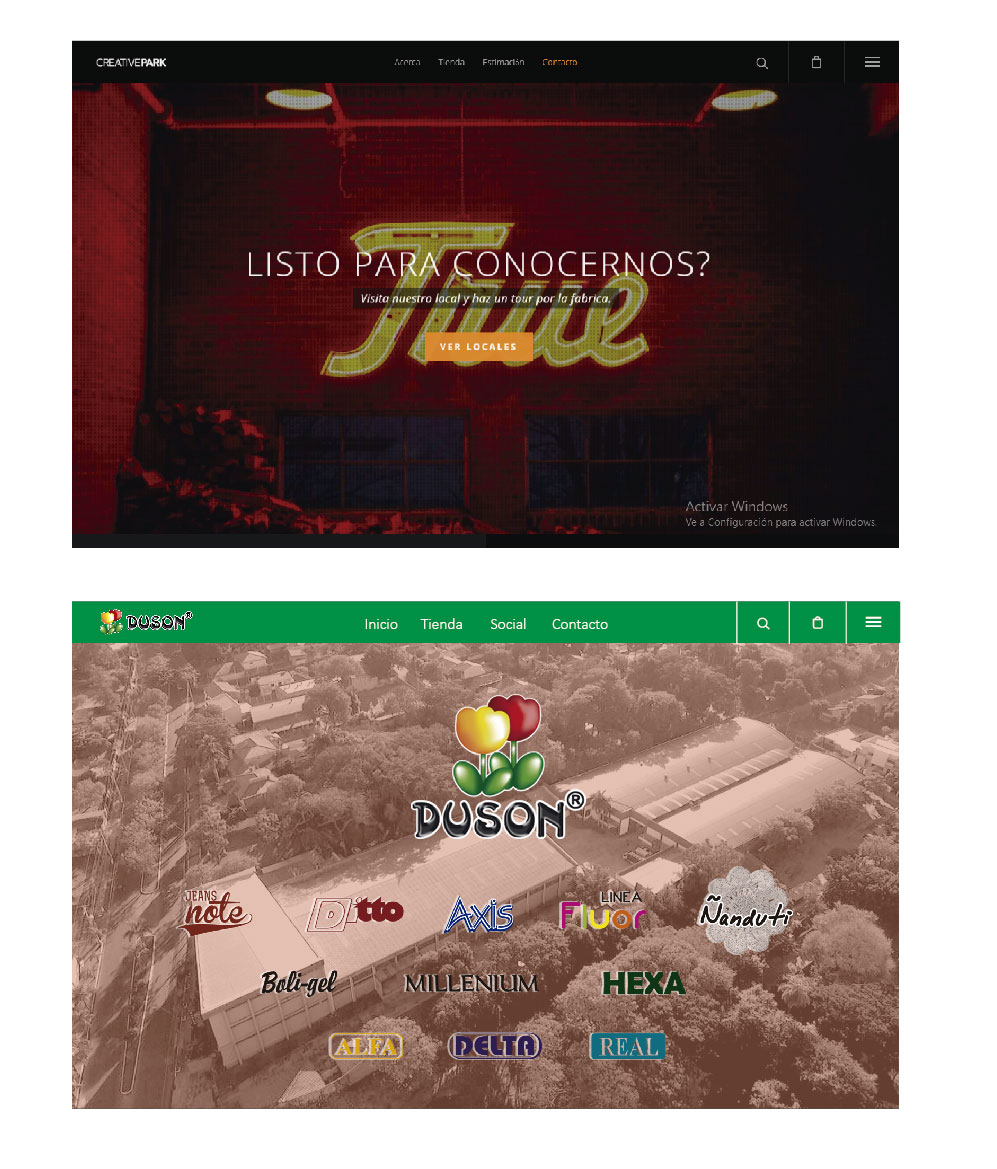 CREATIVEPARK
Acerca Tienda Estimación Contacto
True
LISTO PARA CONOCERNOS?
Visita nuestro local y haz un tour por la fabrica.
VER LOCALES
Activar Windows
Ve a Configuración para activar Windows.
DUSON®
Inicio Tienda Social Contacto
DUSON®
JEANS
note
Ditto
Axis
LINEA
Fluor
Ñanduti
Boli-gel
MILLENIUM
HEXA
ALFA
DELTA
REAL